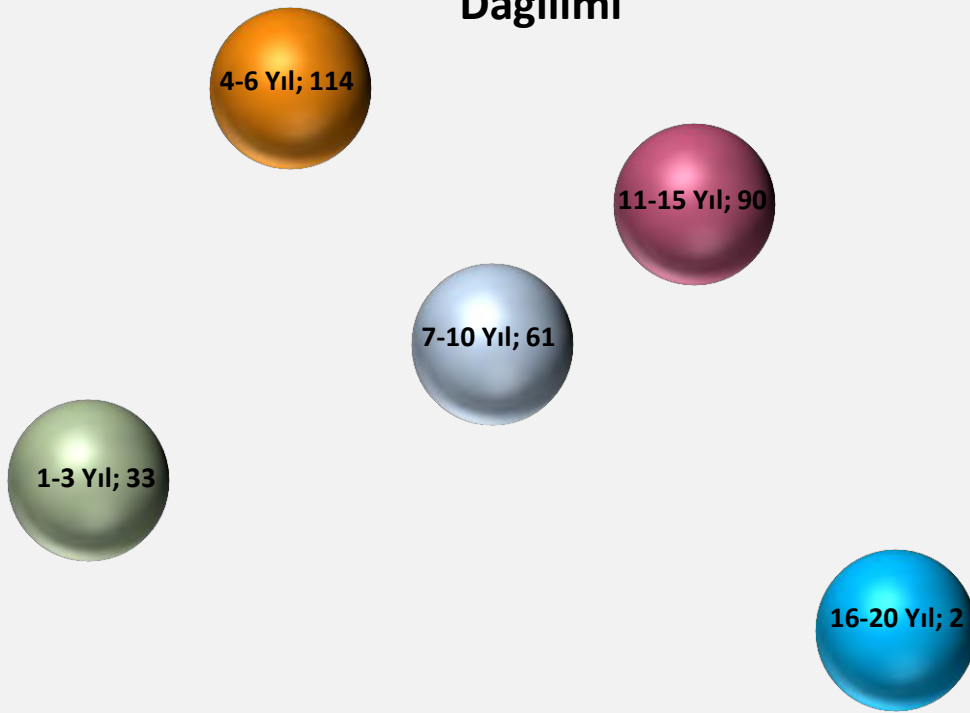 Dağılımı
4-6 Yıl; 114
11-15 Yıl; 90
7-10 Yıl; 61
1-3 Yıl; 33
16-20 Yıl; 2